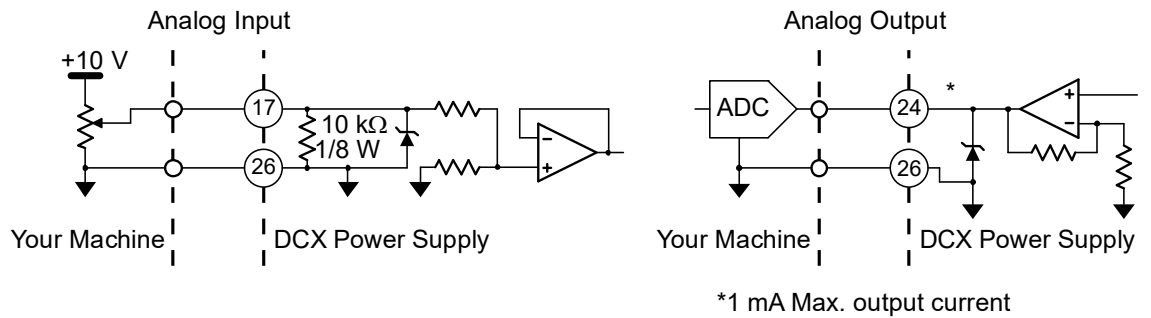 Analog Input
+10 V
17
10 kΩ
1/8 W
-
+
26
Your Machine
DCX Power Supply
Analog Output
ADC
24
*
+
-
26
Your Machine
DCX Power Supply
*1 mA Max. output current